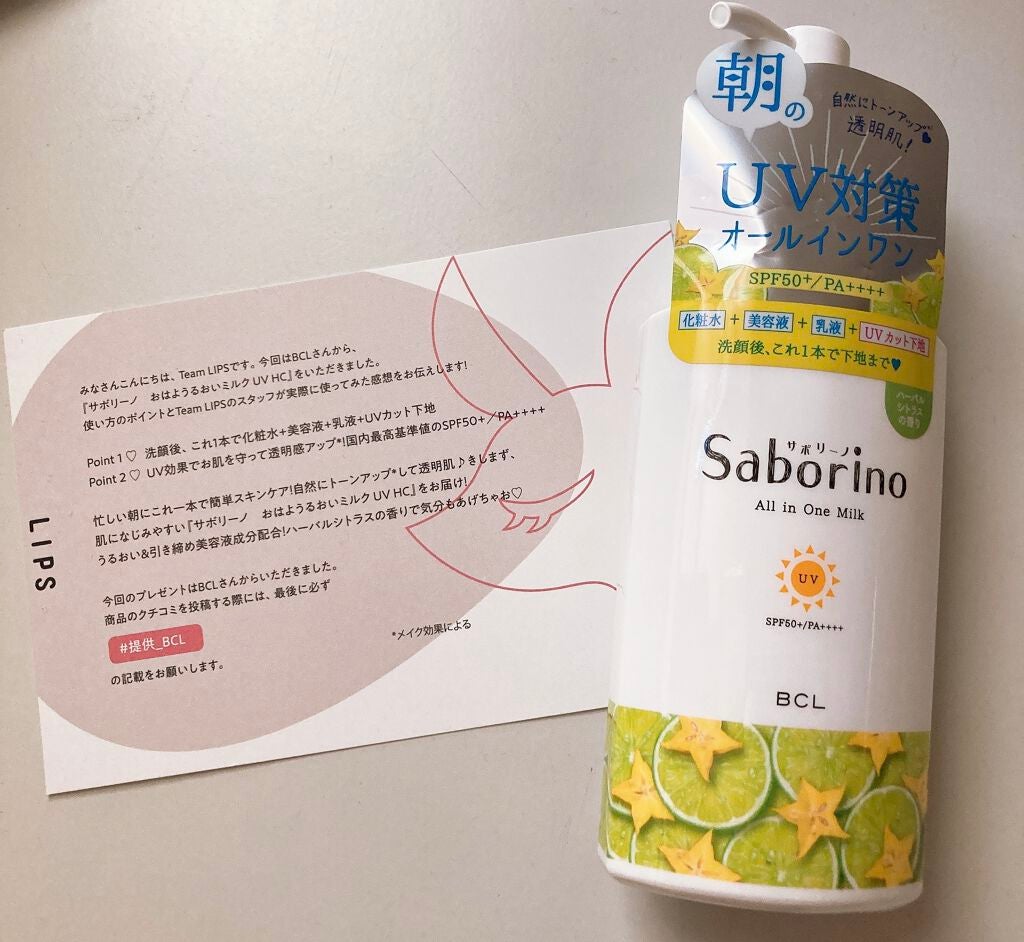 みなさんこんにちは、Team LIPSです。今回はBCLさんから、
『サボリーノ　おはようるおいミルク UV HC』をいただきました。
使い方のポイントとTeam LIPSのスタッフが実際に使ってみた感想をお伝えします!
Point 1 ♡ 洗顔後、これ1本で化粧水+美容液+乳液+UVカット下地
Point 2 ♡ UV効果でお肌を守って透明感アップ*!国内最高基準値のSPF50+/PA++++
忙しい朝にこれ一本で簡単スキンケア!自然にトーンアップ*して透明肌♪きしまず、
肌になじみやすい『サボリーノ　おはようるおいミルク UV HC』をお届け!
うるおい&引き締め美容液成分配合!ハーバルシトラスの香りで気分もあげちゃお♡
今回のプレゼントはBCLさんからいただきました。
商品のクチコミを投稿する際には、最後に必ず
#提供_BCL
の記載をお願いします。
*メイク効果による
LIPS
朝の
自然にトーンアップ
透明肌!
UV対策
オールインワン
SPF50+/PA++++
化粧水 + 美容液 + 乳液 + UVカット下地
洗顔後、これ1本で下地まで♥
ハーバル
シトラス
の香り
サボリーノ
Saborino
All in One Milk
UV
SPF50+/PA++++
BCL